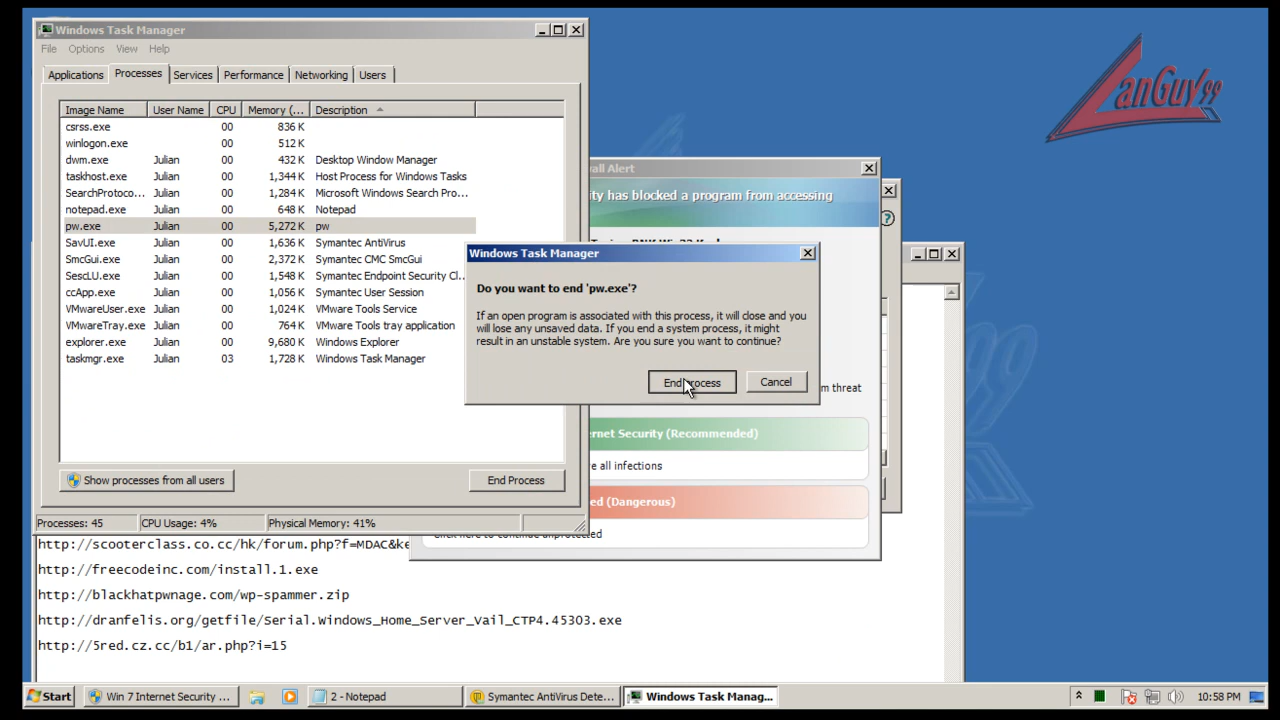 Windows Task Manager
File Options View Help
Applications Processes Services Performance Networking Users
Image Name User Name CPU Memory (... Description
csrss.exe 00 836 K
winlogon.exe 00 512 K
dwm.exe Julian 00 432 K Desktop Window Manager
taskhost.exe Julian 00 1,344 K Host Process for Windows Tasks
SearchProtoco... Julian 00 1,284 K Microsoft Windows Search Pro...
notepad.exe Julian 00 648 K Notepad
pw.exe Julian 00 5,272 K pw
SavUI.exe Julian 00 1,636 K Symantec AntiVirus
SmcGui.exe Julian 00 2,372 K Symantec CMC SmcGui
SescLU.exe Julian 00 1,548 K Symantec Endpoint Security Cl...
ccApp.exe Julian 00 1,056 K Symantec User Session
VMwareUser.exe Julian 00 1,024 K VMware Tools Service
VMwareTray.exe Julian 00 764 K VMware Tools tray application
explorer.exe Julian 00 9,680 K Windows Explorer
taskmgr.exe Julian 03 1,728 K Windows Task Manager
Show processes from all users End Process
Processes: 45 CPU Usage: 4% Physical Memory: 41%
LanGuy99
wall Alert
ity has blocked a program from accessing
Windows Task Manager
Do you want to end 'pw.exe'?
If an open program is associated with this process, it will close and you
will lose any unsaved data. If you end a system process, it might
result in an unstable system. Are you sure you want to continue?
End Process Cancel
m threat
ernet Security (Recommended)
e all infections
ed (Dangerous)
Click here to continue unprotected
http://scooterclass.co.cc/hk/forum.php?f=MDAC&ke
http://freecodeinc.com/install.1.exe
http://blackhatpwnage.com/wp-spammer.zip
http://dranfelis.org/getfile/Serial.Windows_Home_Server_Vail_CTP4.45303.exe
http://5red.cz.cc/b1/ar.php?i=15
Start Win 7 Internet Security ... 2 - Notepad Symantec AntiVirus Dete... Windows Task Manag... 10:58 PM